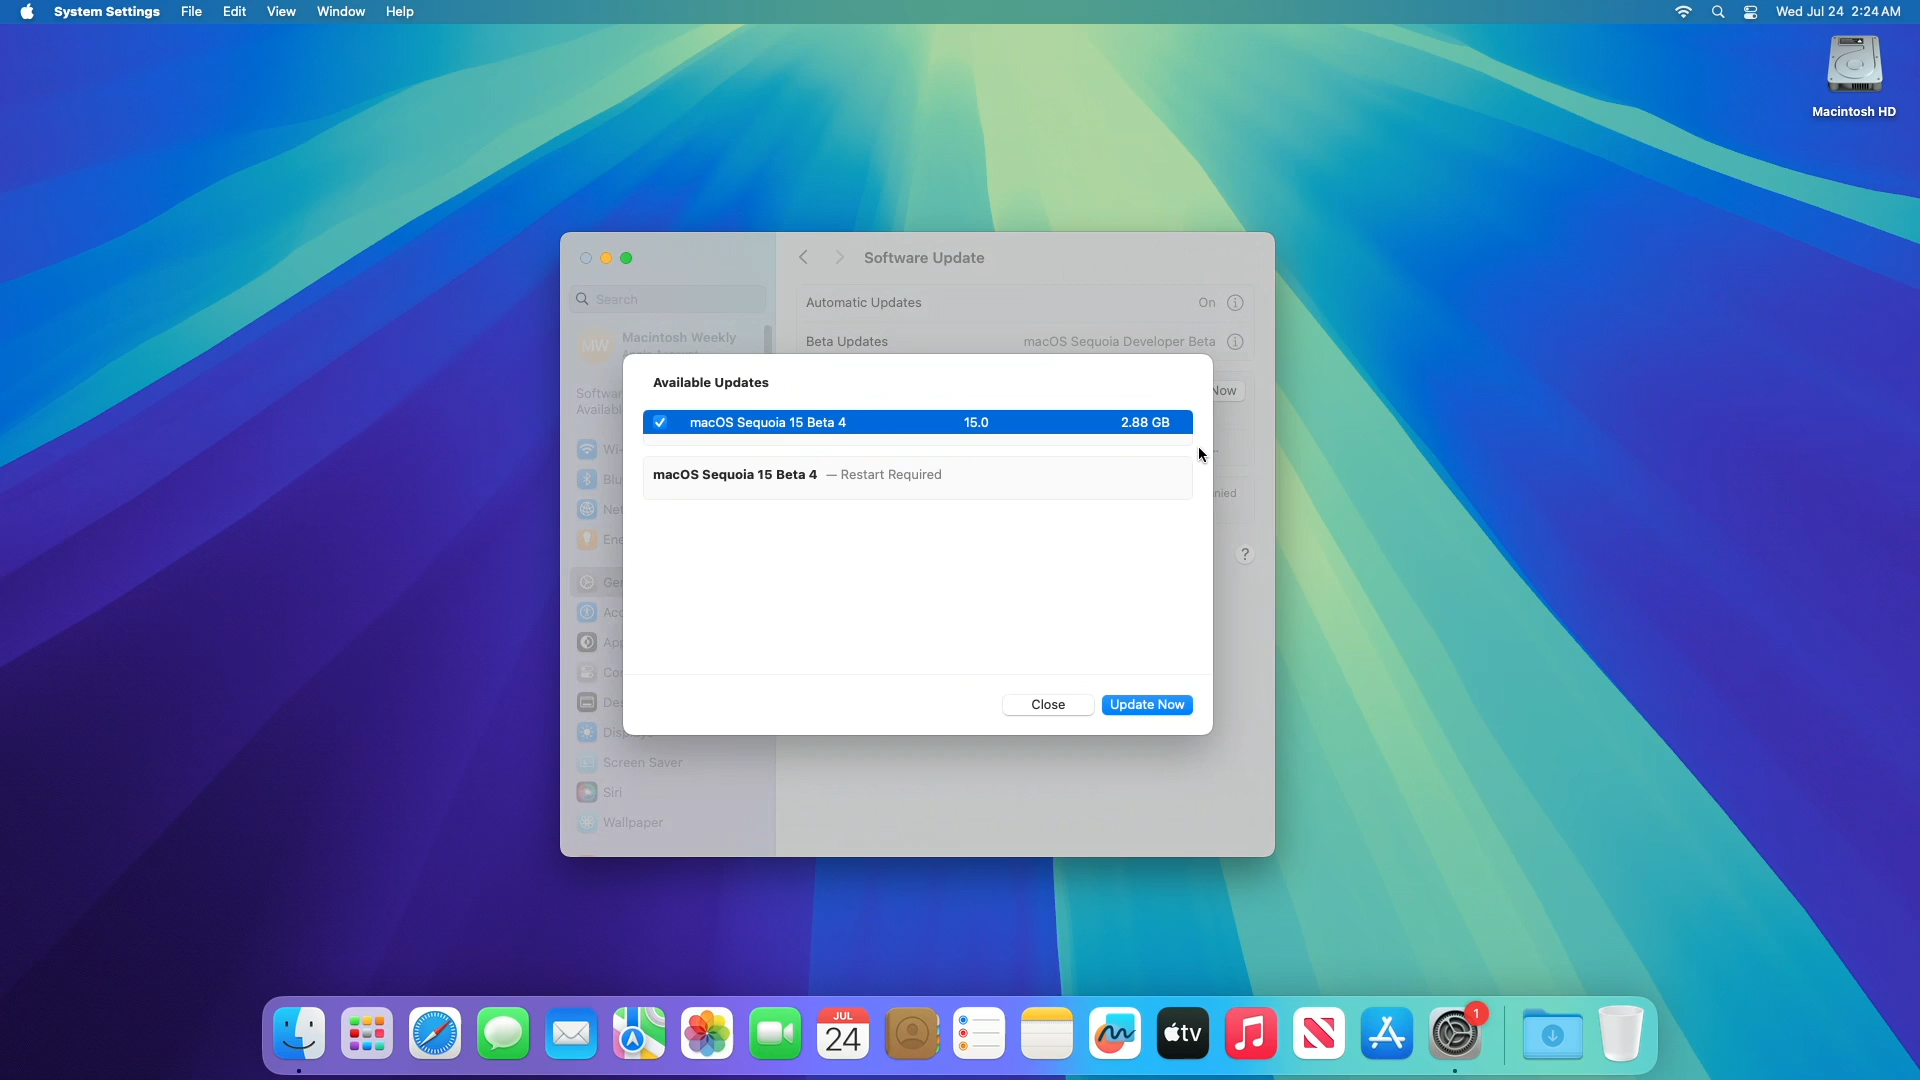 System Settings File Edit View Window Help Wed Jul 24 2:24 AM
Macintosh HD
Software Update
Search
Automatic Updates On
Macintosh Weekly
MW
Beta Updates macOS Sequoia Developer Beta
Available Updates
Now
macOS Sequoia 15 Beta 4 15.0 2.88 GB
macOS Sequoia 15 Beta 4 — Restart Required
?
Close Update Now
Screen Saver
Siri
Wallpaper
JUL
24
tv
1